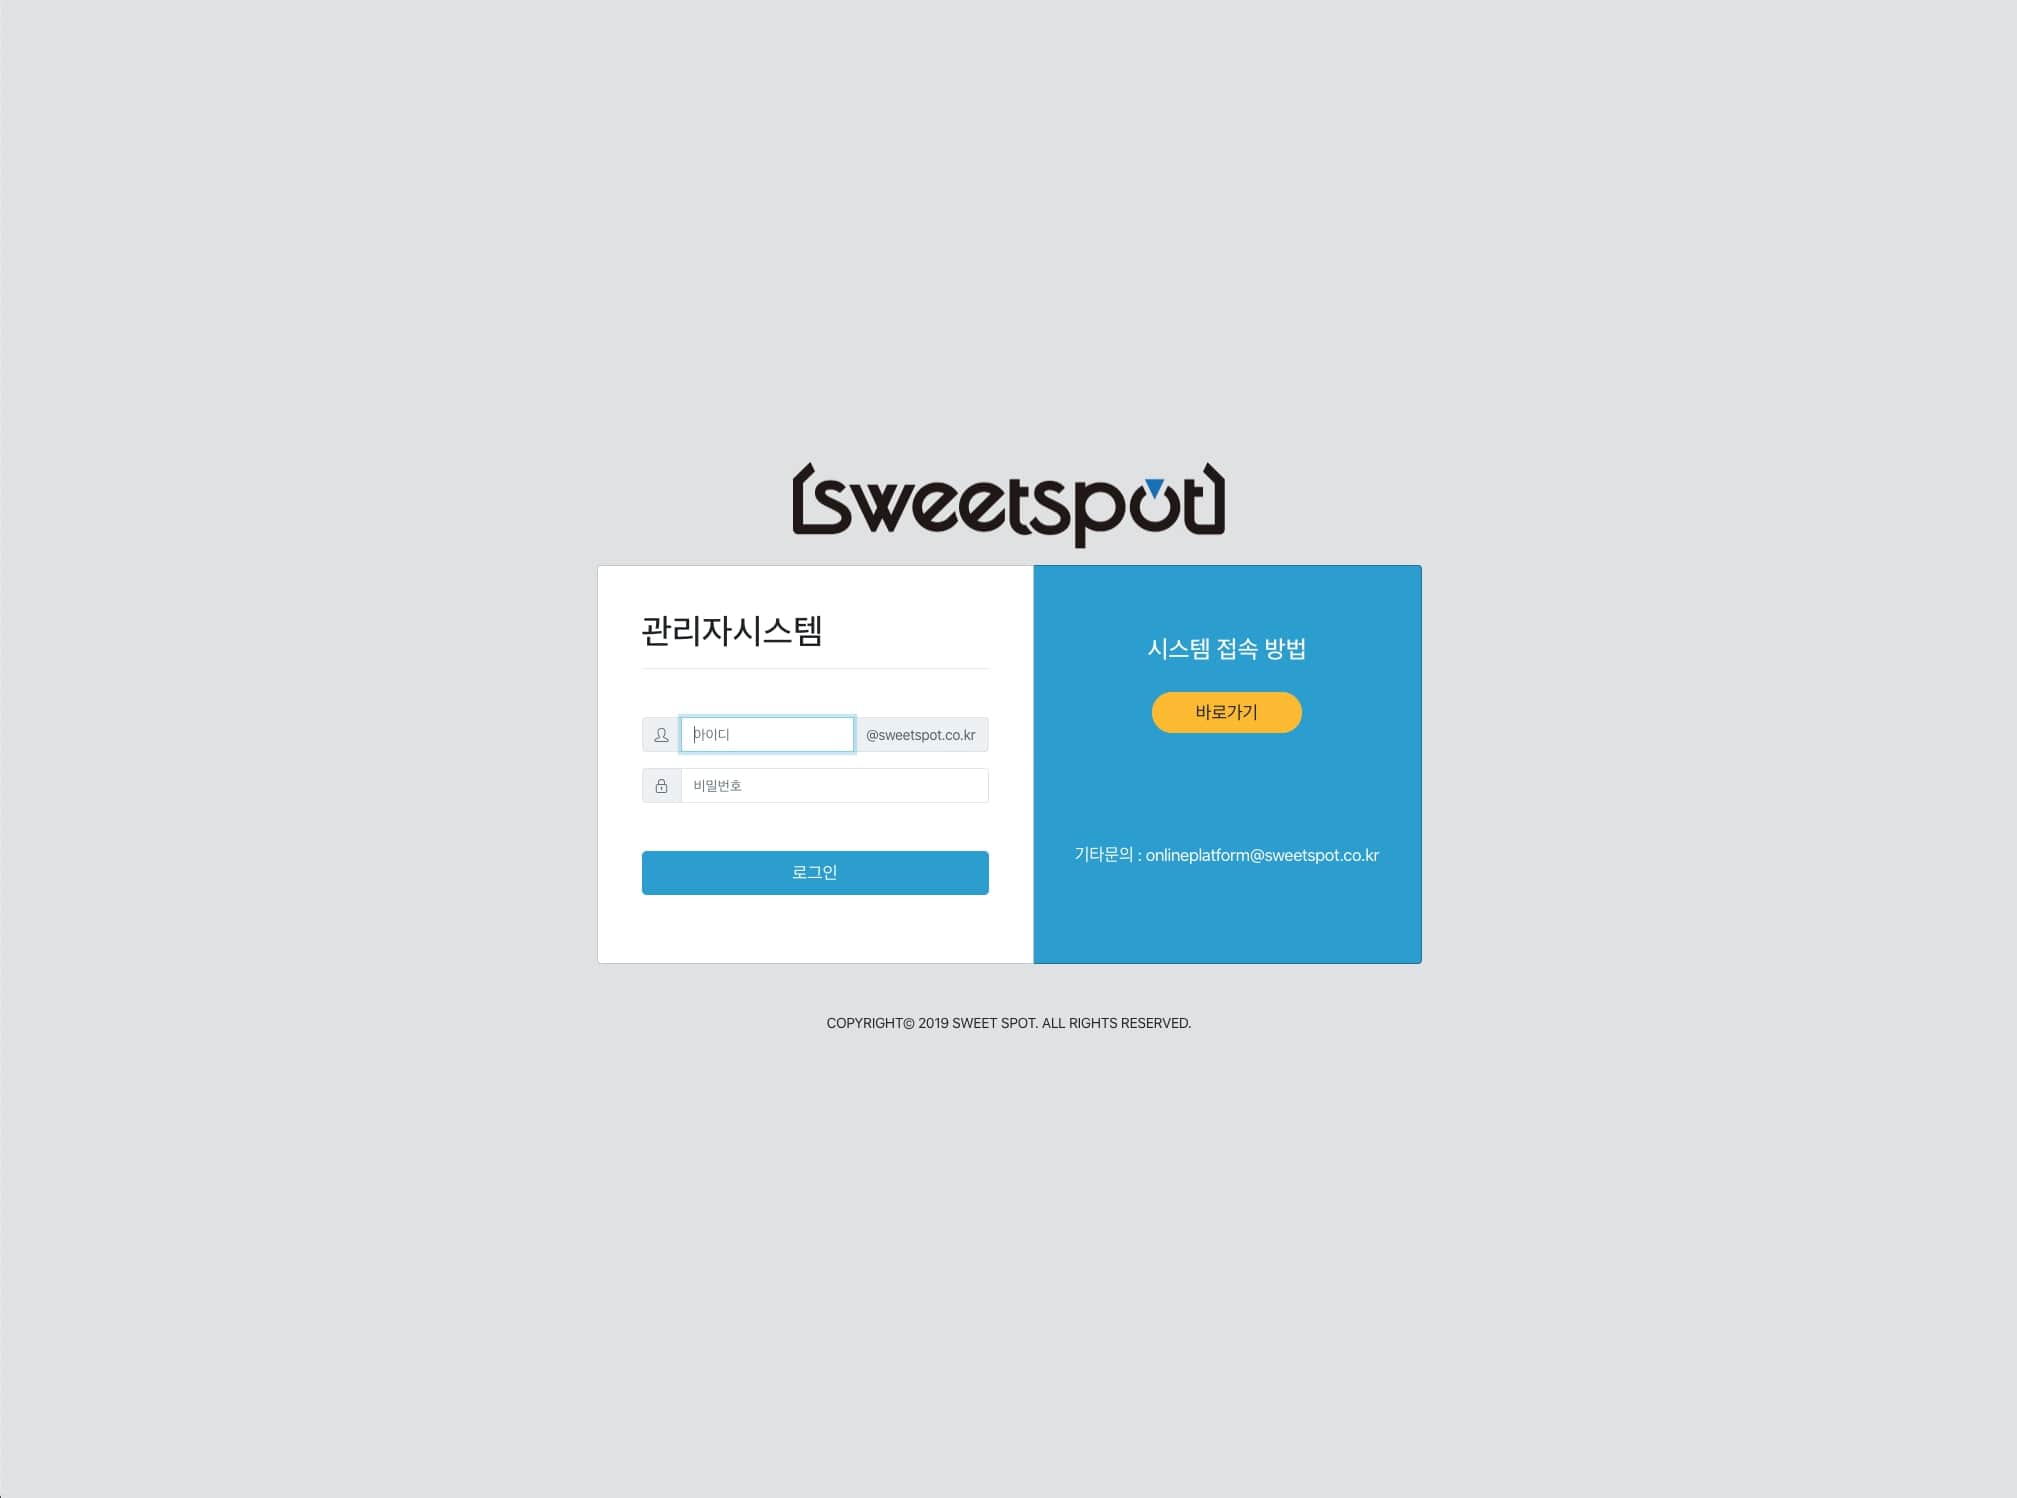 sweetspot
관리자시스템
아이디
@sweetspot.co.kr
비밀번호
로그인
시스템 접속 방법
바로가기
기타문의 : onlineplatform@sweetspot.co.kr
COPYRIGHT© 2019 SWEET SPOT. ALL RIGHTS RESERVED.